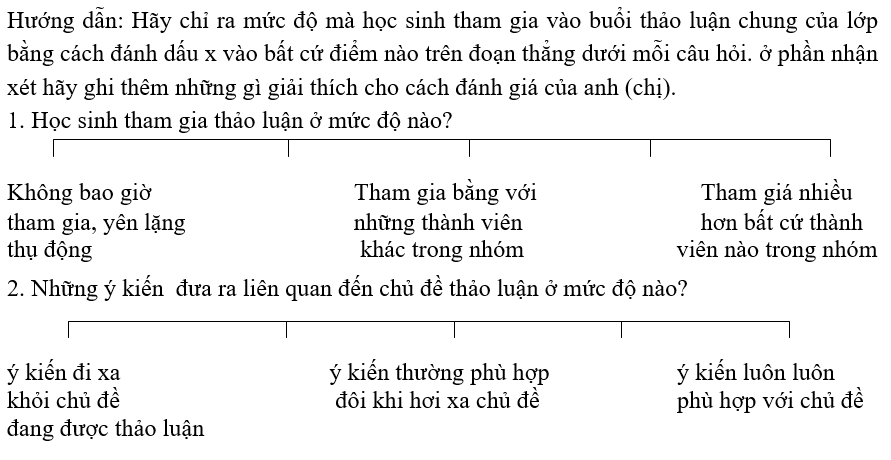 Hướng dẫn: Hãy chỉ ra mức độ mà học sinh tham gia vào buổi thảo luận chung của lớp
bằng cách đánh dấu x vào bất cứ điểm nào trên đoạn thẳng dưới mỗi câu hỏi. ở phần nhận
xét hãy ghi thêm những gì giải thích cho cách đánh giá của anh (chị).
1. Học sinh tham gia thảo luận ở mức độ nào?
Không bao giờ Tham gia bằng với Tham giá nhiều
tham gia, yên lặng những thành viên hơn bất cứ thành
thụ động khác trong nhóm viên nào trong nhóm
2. Những ý kiến đưa ra liên quan đến chủ đề thảo luận ở mức độ nào?
ý kiến đi xa ý kiến thường phù hợp ý kiến luôn luôn
khỏi chủ đề đôi khi hơi xa chủ đề phù hợp với chủ đề
đang được thảo luận